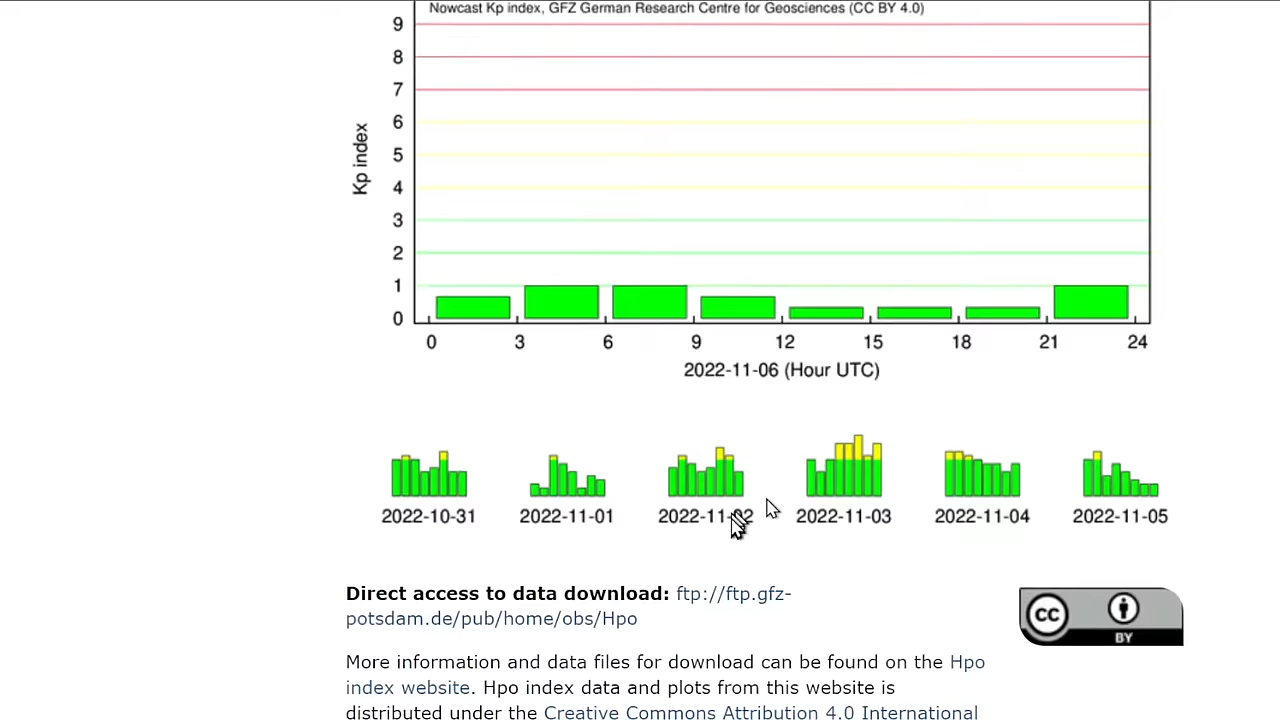 Nowcast Kp index, GFZ German Research Centre for Geosciences (CC BY 4.0)
9
8
7
6
5
4
3
2
1
0
Kp index
0 3 6 9 12 15 18 21 24
2022-11-06 (Hour UTC)
2022-10-31 2022-11-01 2022-11-02 2022-11-03 2022-11-04 2022-11-05
Direct access to data download: ftp://ftp.gfz-
potsdam.de/pub/home/obs/Hpo
CC
BY
More information and data files for download can be found on the Hpo
index website. Hpo index data and plots from this website is
distributed under the Creative Commons Attribution 4.0 International